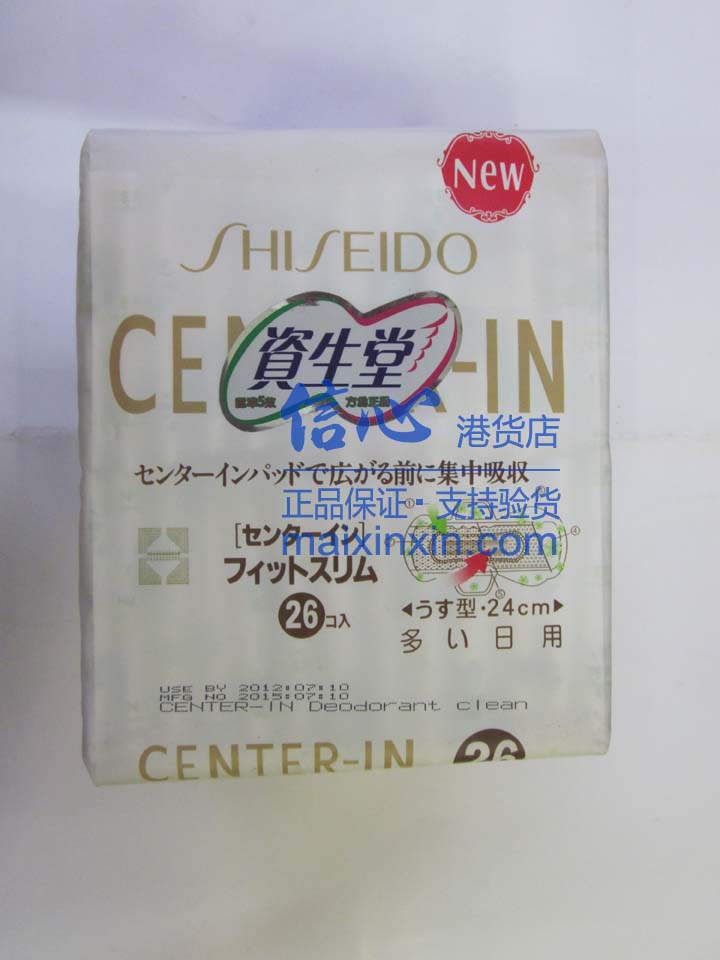 New
SHISEIDO
CENTER-IN
資生堂
信心 港货店
センターインパッドで広がる前に集中吸収
正品保证·支持验货
[センターイン]
maixinxin.com
フィットスリム
26コ入
◀うす型・24cm▶
多い日用
USE BY 2012:07:10
MFG NO 2015:07:10
CENTER-IN Deodorant clean
CENTER-IN 26